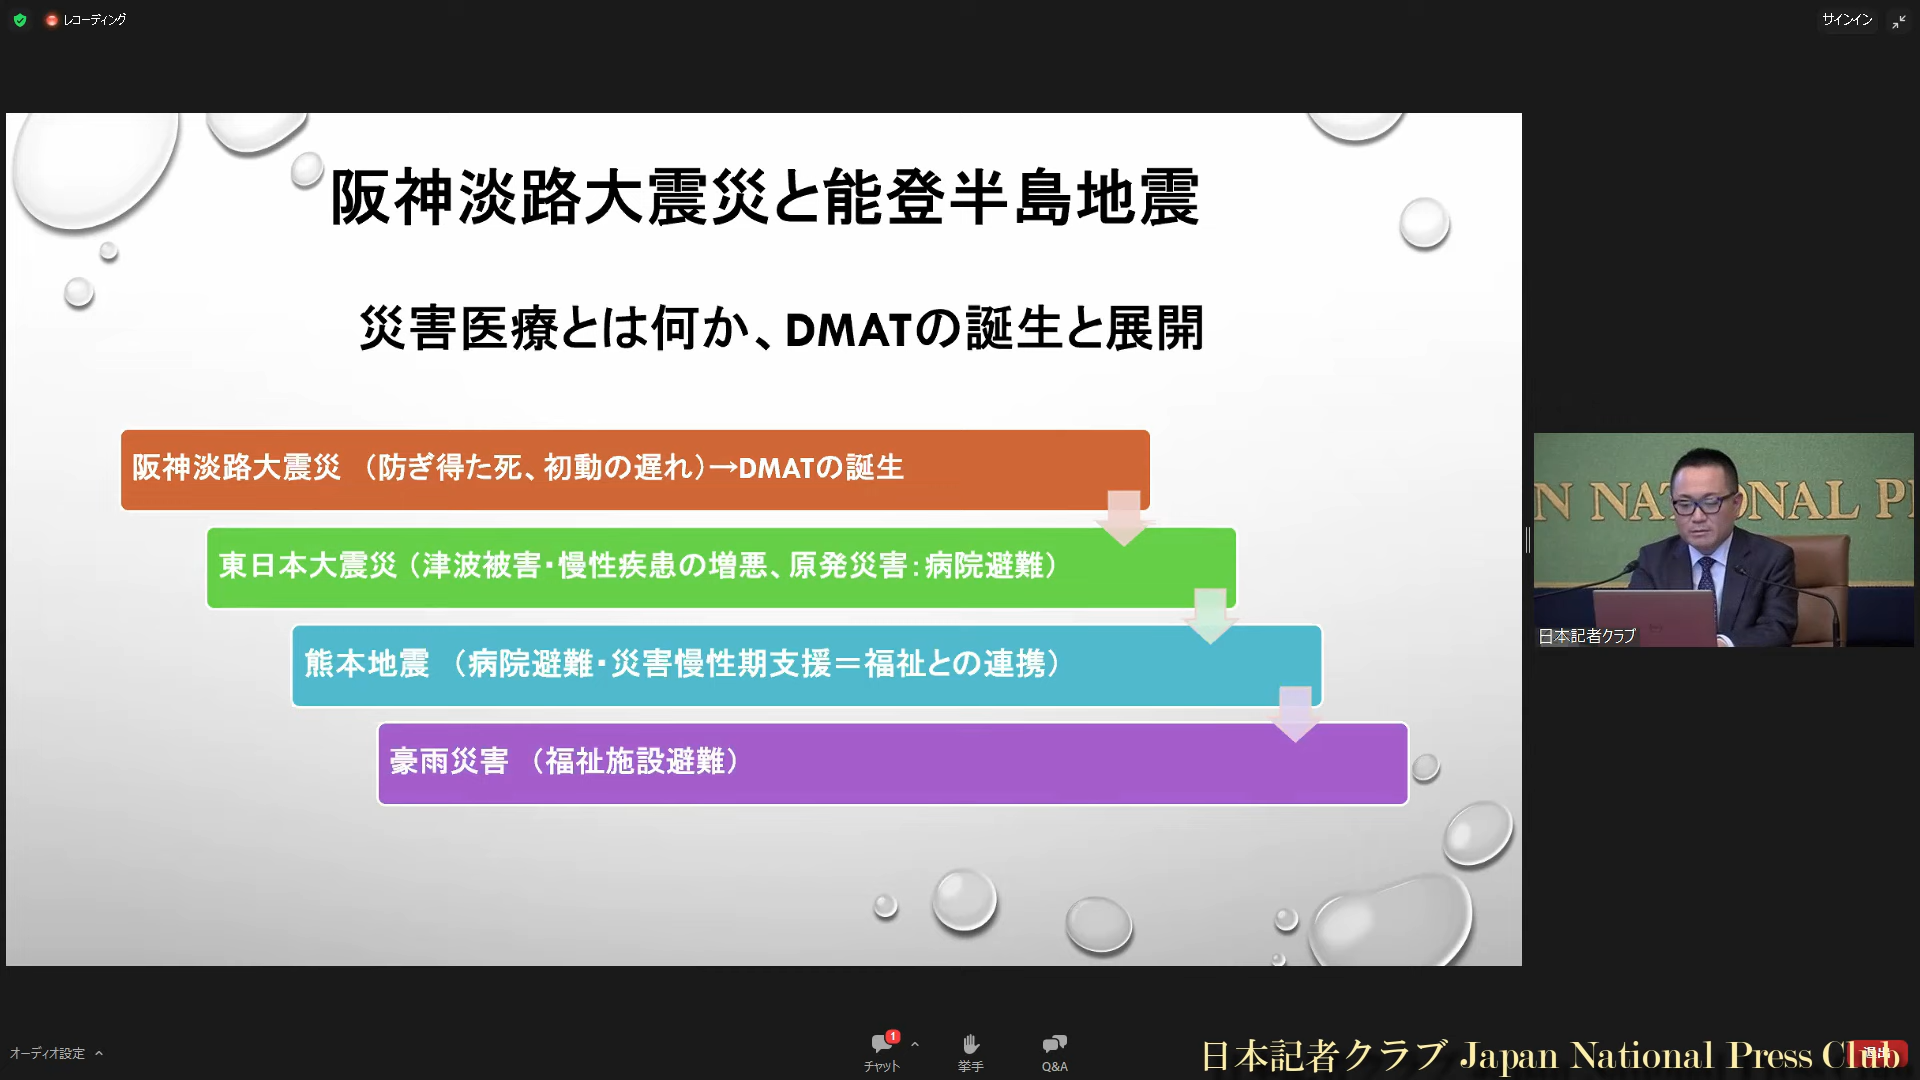 レコーディング
サインイン
阪神淡路大震災と能登半島地震
災害医療とは何か、DMATの誕生と展開
阪神淡路大震災 （防ぎ得た死、初動の遅れ）→DMATの誕生
東日本大震災（津波被害・慢性疾患の増悪、原発災害：病院避難）
熊本地震 （病院避難・災害慢性期支援＝福祉との連携）
豪雨災害 （福祉施設避難）
N NATIONAL P
日本記者クラブ
オーディオ設定
1
チャット
挙手
Q&A
日本記者クラブ Japan National Press Club
退出